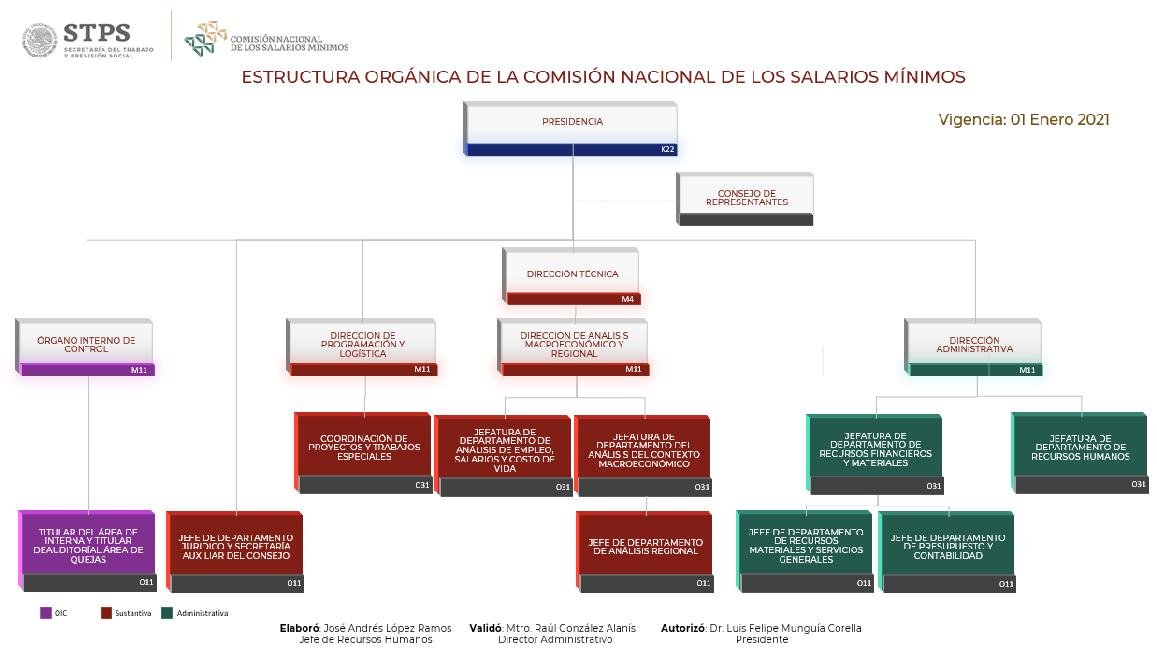 STPS
SECRETARÍA DEL TRABAJO
Y PREVISIÓN SOCIAL
COMISIÓN NACIONAL
DE LOS SALARIOS MÍNIMOS
ESTRUCTURA ORGÁNICA DE LA COMISIÓN NACIONAL DE LOS SALARIOS MÍNIMOS
Vigencia: 01 Enero 2021
PRESIDENCIA
K22
CONSEJO DE
REPRESENTANTES
DIRECCIÓN TÉCNICA
M4
ÓRGANO INTERNO DE
CONTROL
M11
DIRECCION DE
PROGRAMACIÓN Y
LOGÍSTICA
M11
DIRECCION DE ANALISIS
MACROECONÓMICO Y
REGIONAL
M11
DIRECCIÓN
ADMINISTRATIVA
M11
COORDINACIÓN DE
PROYECTOS Y TRABAJOS
ESPECIALES
O31
JEFATURA DE
DEPARTAMENTO DE
ANÁLISIS DE EMPLEO,
SALARIOS Y COSTO DE
VIDA
O31
JEFATURA DE
DEPARTAMENTO DEL
ANÁLISIS DEL CONTEXTO
MACROECONÓMICO
O31
JEFATURA DE
DEPARTAMENTO DE
RECURSOS FINANCIEROS
Y MATERIALES
O31
JEFATURA DE
DEPARTAMENTO DE
RECURSOS HUMANOS
O31
TITULAR DEL ÁREA DE
INTERNA Y TITULAR
DEAUDITORÍAL ÁREA DE
QUEJAS
O11
JEFE DE DEPARTAMENTO
JURIDICO Y SECRETARÍA
AUXILIAR DEL CONSEJO
O11
JEFE DE DEPARTAMENTO
DE ANÁLISIS REGIONAL
O11
JEFE DE DEPARTAMENTO
DE RECURSOS
MATERIALES Y SERVICIOS
GENERALES
O11
JEFE DE DEPARTAMENTO
DE PRESUPUESTO Y
CONTABILIDAD
O11
OIC Sustantiva Administrativa
Elaboró: José Andrés López Ramos
Jefe de Recursos Humanos
Validó: Mtro. Raúl González Alanís
Director Administrativo
Autorizó: Dr. Luis Felipe Munguía Corella
Presidente